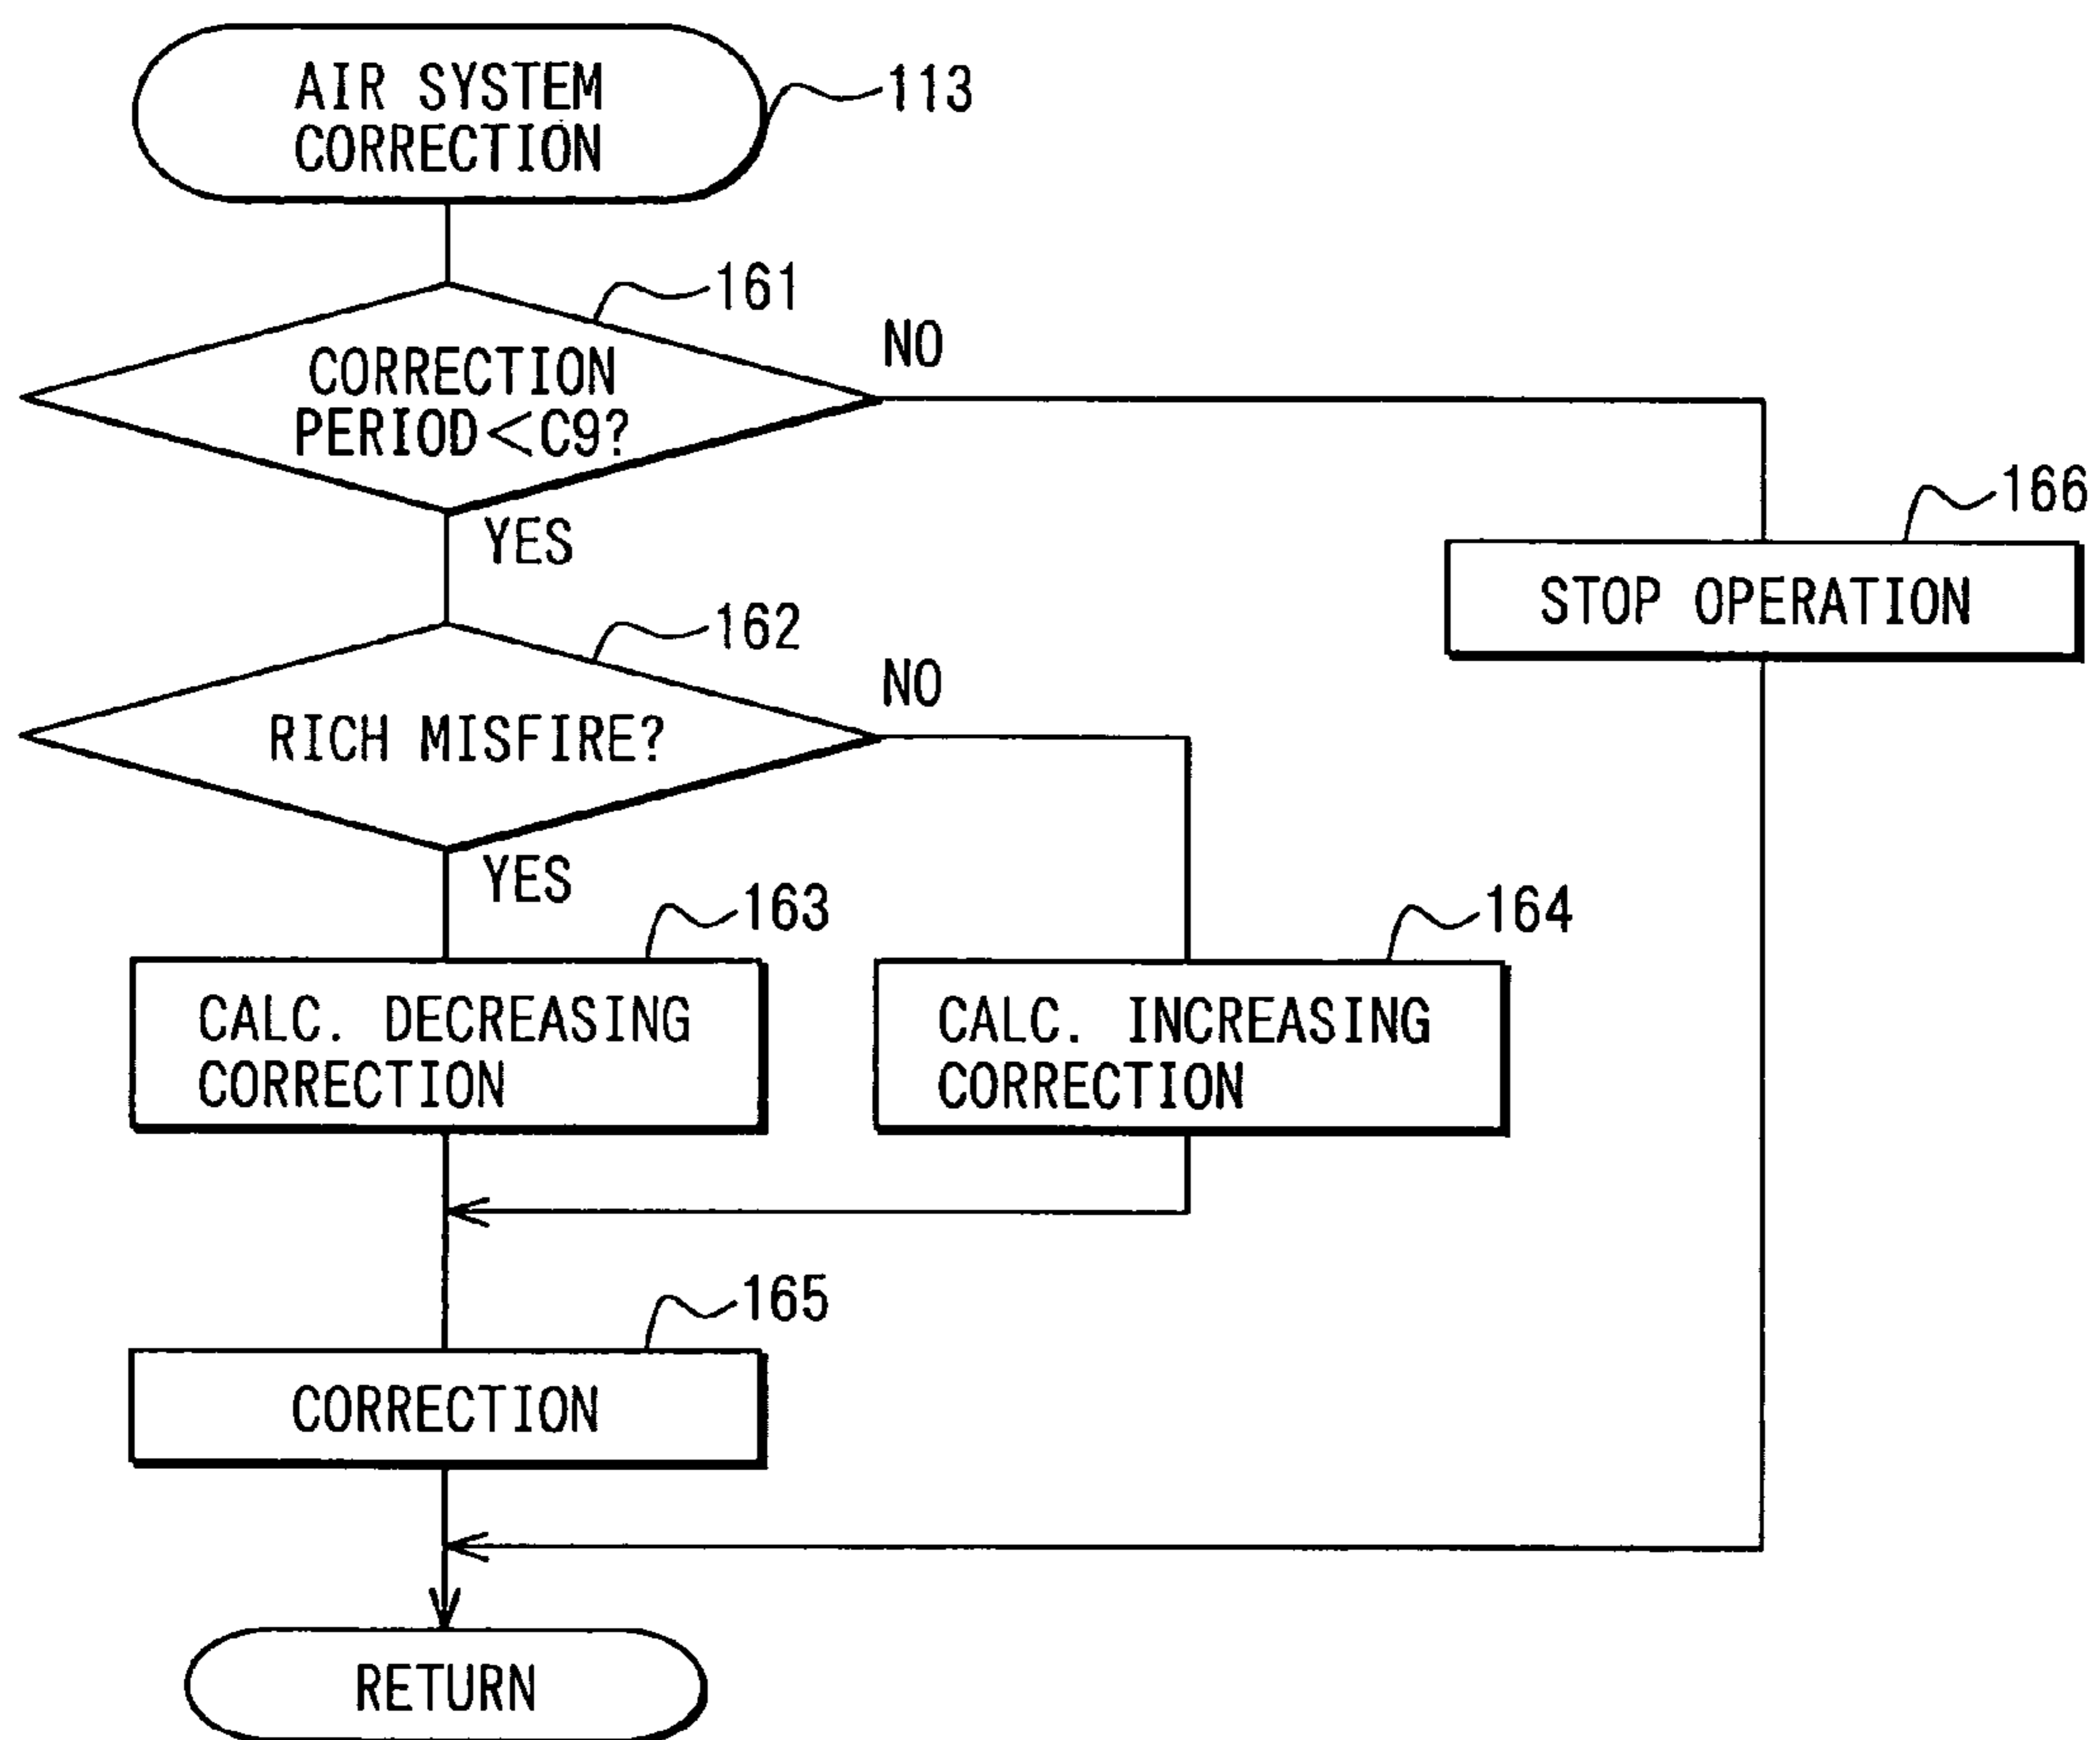 AIR SYSTEM
CORRECTION
113
161
CORRECTION
PERIOD<C9?
NO
YES
166
STOP OPERATION
162
RICH MISFIRE?
NO
YES
163
CALC. DECREASING
CORRECTION
164
CALC. INCREASING
CORRECTION
165
CORRECTION
RETURN